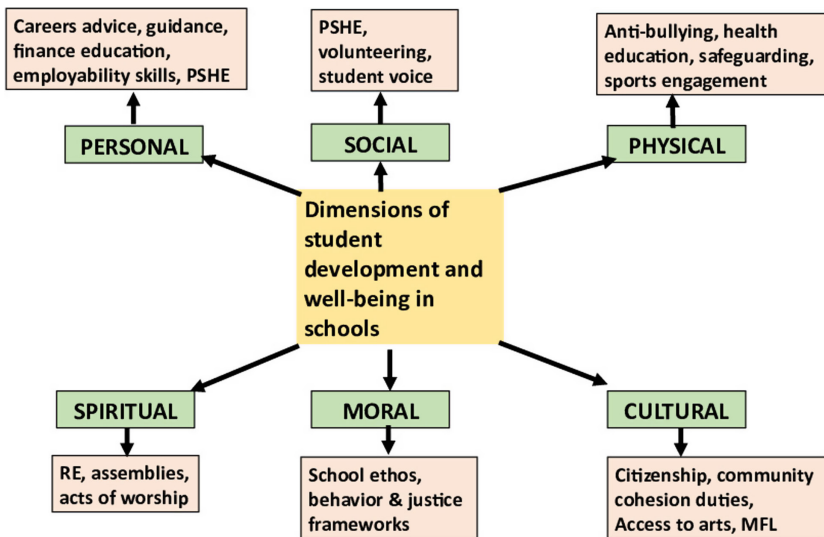 Careers advice, guidance,
finance education,
employability skills, PSHE
PSHE,
volunteering,
student voice
Anti-bullying, health
education, safeguarding,
sports engagement
PERSONAL
SOCIAL
PHYSICAL
Dimensions of
student
development and
well-being in
schools
SPIRITUAL
MORAL
CULTURAL
RE, assemblies,
acts of worship
School ethos,
behavior & justice
frameworks
Citizenship, community
cohesion duties,
Access to arts, MFL